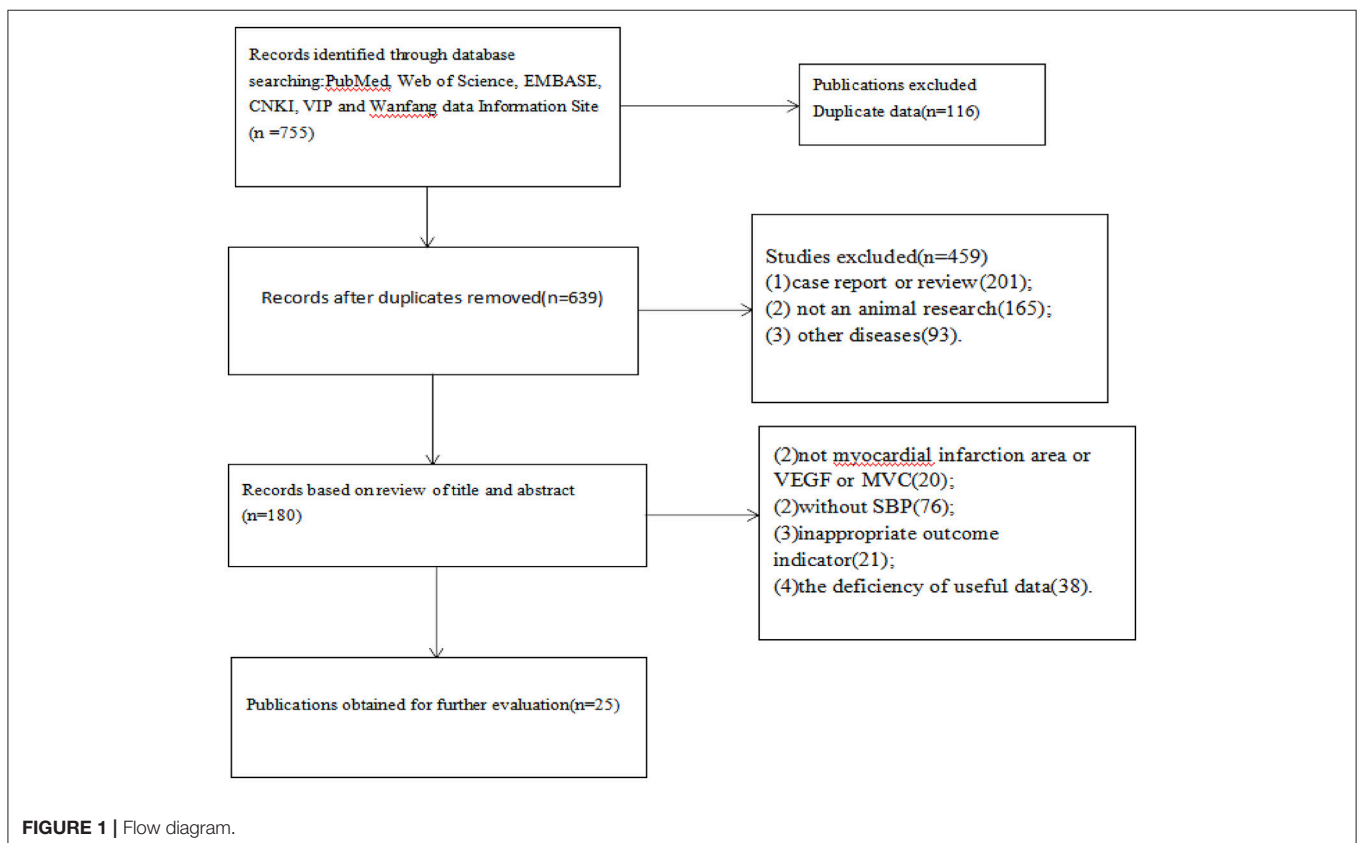 Records identified through database
searching:PubMed, Web of Science, EMBASE,
CNKI, VIP and Wanfang data Information Site
(n =755)
Publications excluded
Duplicate data(n=116)
Records after duplicates removed(n=639)
Studies excluded(n=459)
(1)case report or review(201);
(2) not an animal research(165);
(3) other diseases(93).
Records based on review of title and abstract
(n=180)
(2)not myocardial infarction area or
VEGF or MVC(20);
(2)without SBP(76);
(3)inappropriate outcome
indicator(21);
(4)the deficiency of useful data(38).
Publications obtained for further evaluation(n=25)
FIGURE 1 | Flow diagram.